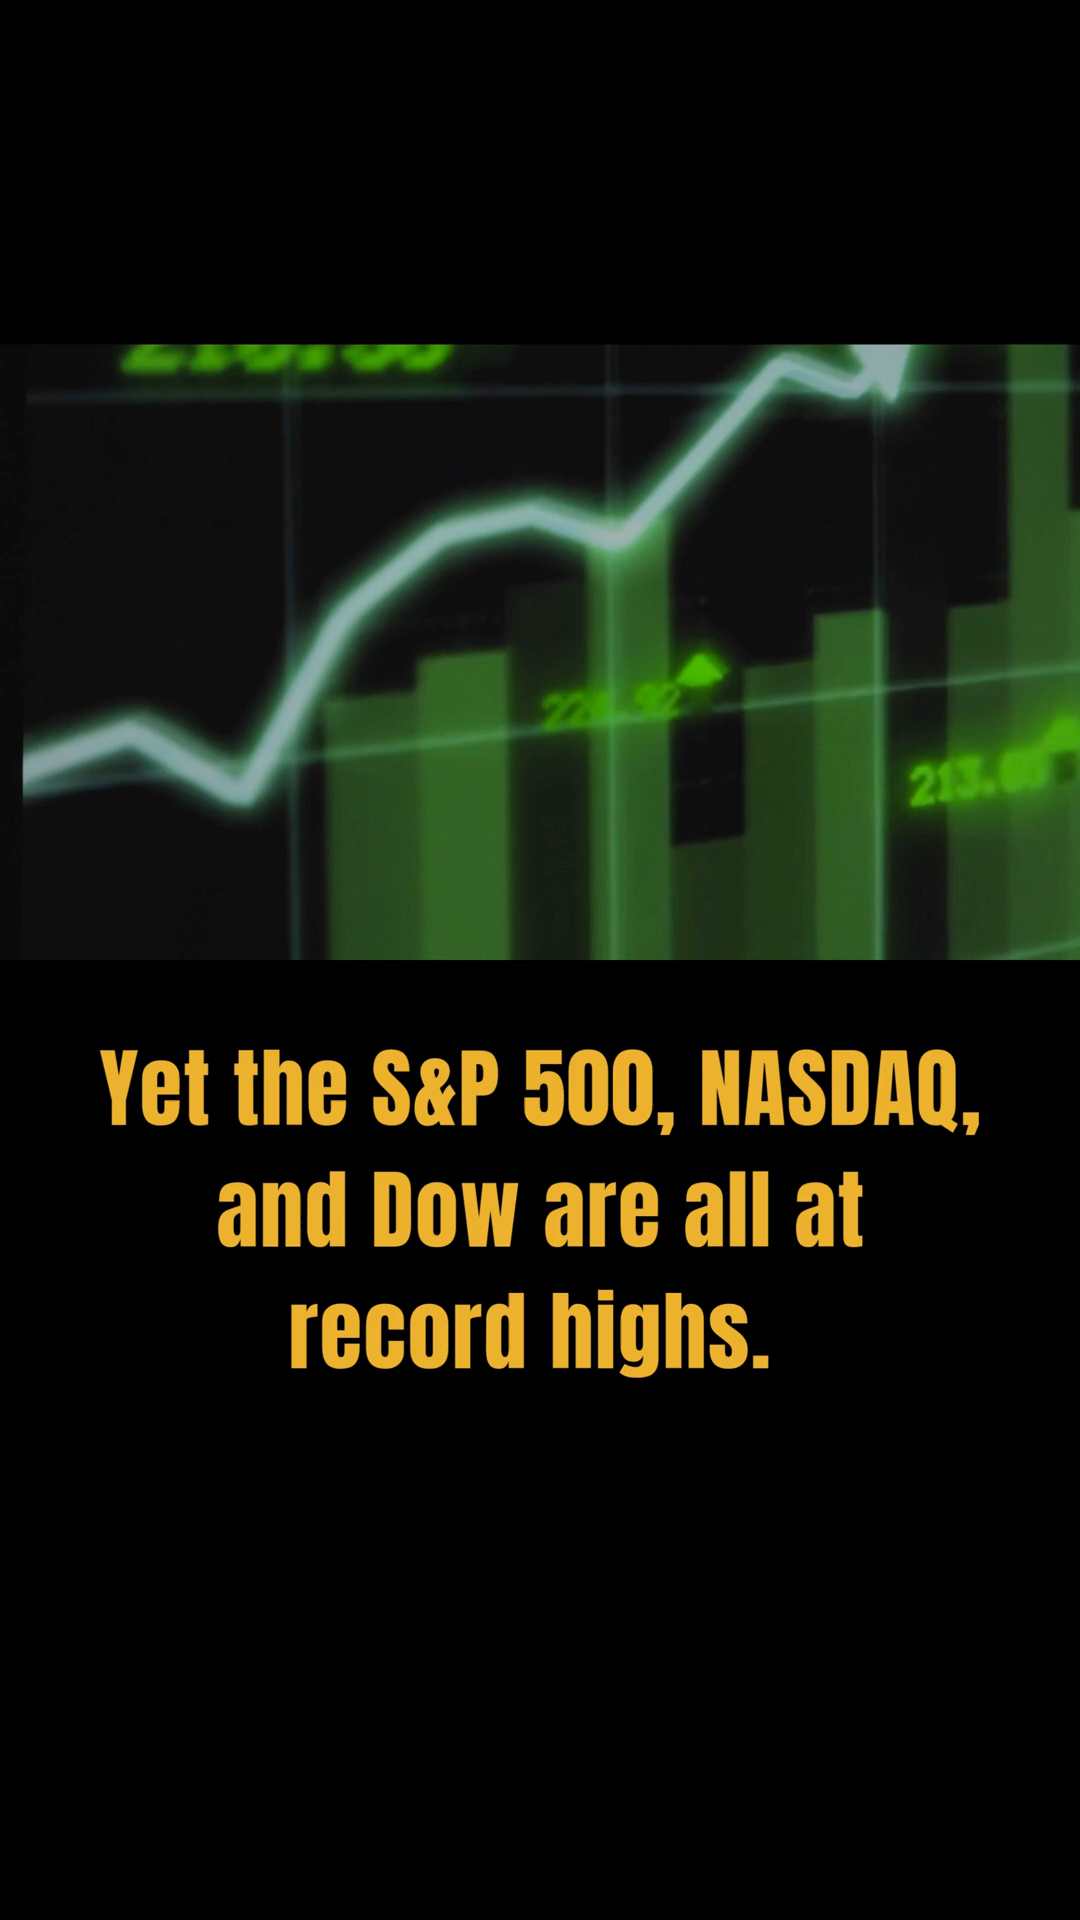 Yet the S&P 500, NASDAQ,
and Dow are all at
record highs.